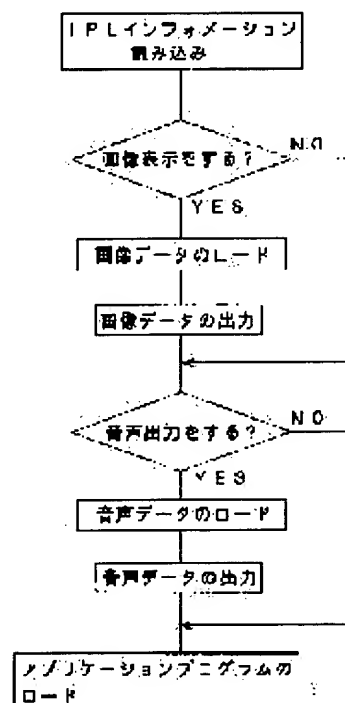 IPLインフォメーション
読み込み
画像表示をする?
NO
YES
画像データのロード
画像データの出力
音声出力をする?
NO
YES
音声データのロード
音声データの出力
アプリケーションプログラムの
ロード